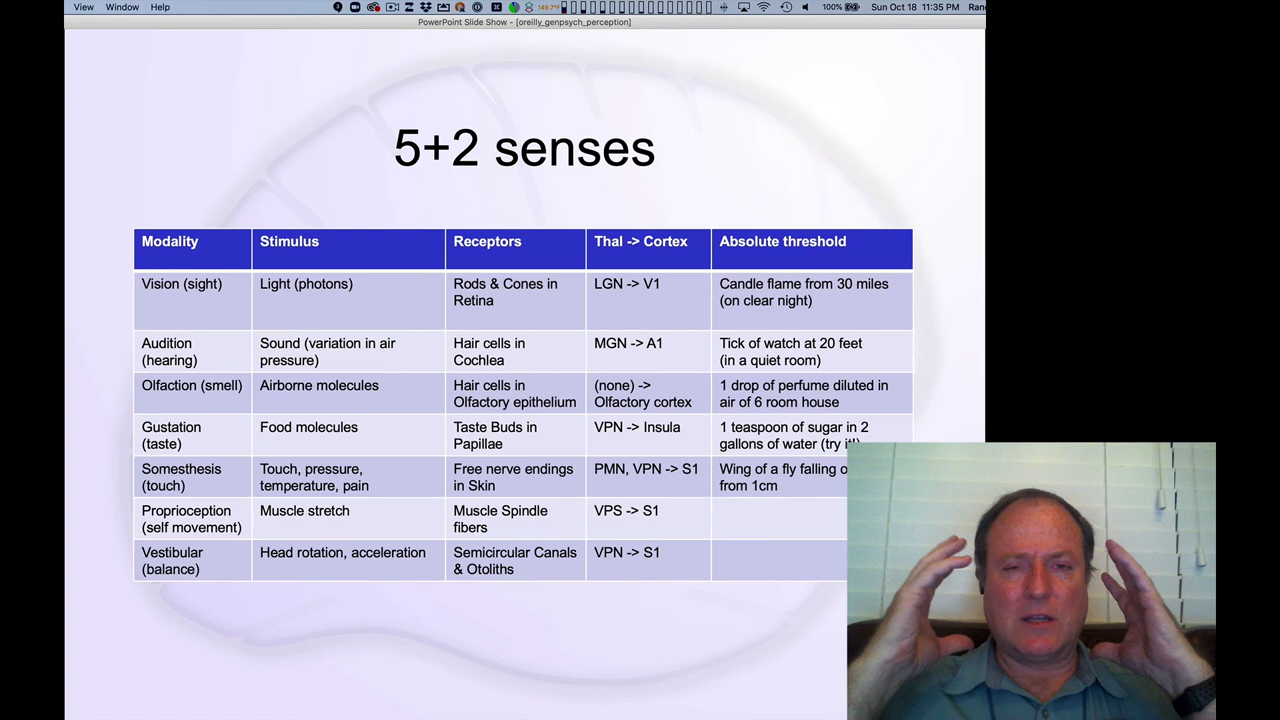 View Window Help
149.7°F
100%
Sun Oct 18 11:35 PM
PowerPoint Slide Show - [oreilly_genpsych_perception]
5+2 senses
Modality Stimulus Receptors Thal -> Cortex Absolute threshold
Vision (sight) Light (photons) Rods & Cones in LGN -> V1 Candle flame from 30 miles
Retina (on clear night)
Audition Sound (variation in air Hair cells in MGN -> A1 Tick of watch at 20 feet
(hearing) pressure) Cochlea (in a quiet room)
Olfaction (smell) Airborne molecules Hair cells in (none) -> 1 drop of perfume diluted in
Olfactory epithelium Olfactory cortex air of 6 room house
Gustation Food molecules Taste Buds in VPN -> Insula 1 teaspoon of sugar in 2
(taste) Papillae gallons of water (try it!)
Somesthesis Touch, pressure, Free nerve endings PMN, VPN -> S1 Wing of a fly falling
(touch) temperature, pain in Skin from 1cm
Proprioception Muscle stretch Muscle Spindle VPS -> S1
(self movement) fibers
Vestibular Head rotation, acceleration Semicircular Canals VPN -> S1
(balance) & Otoliths